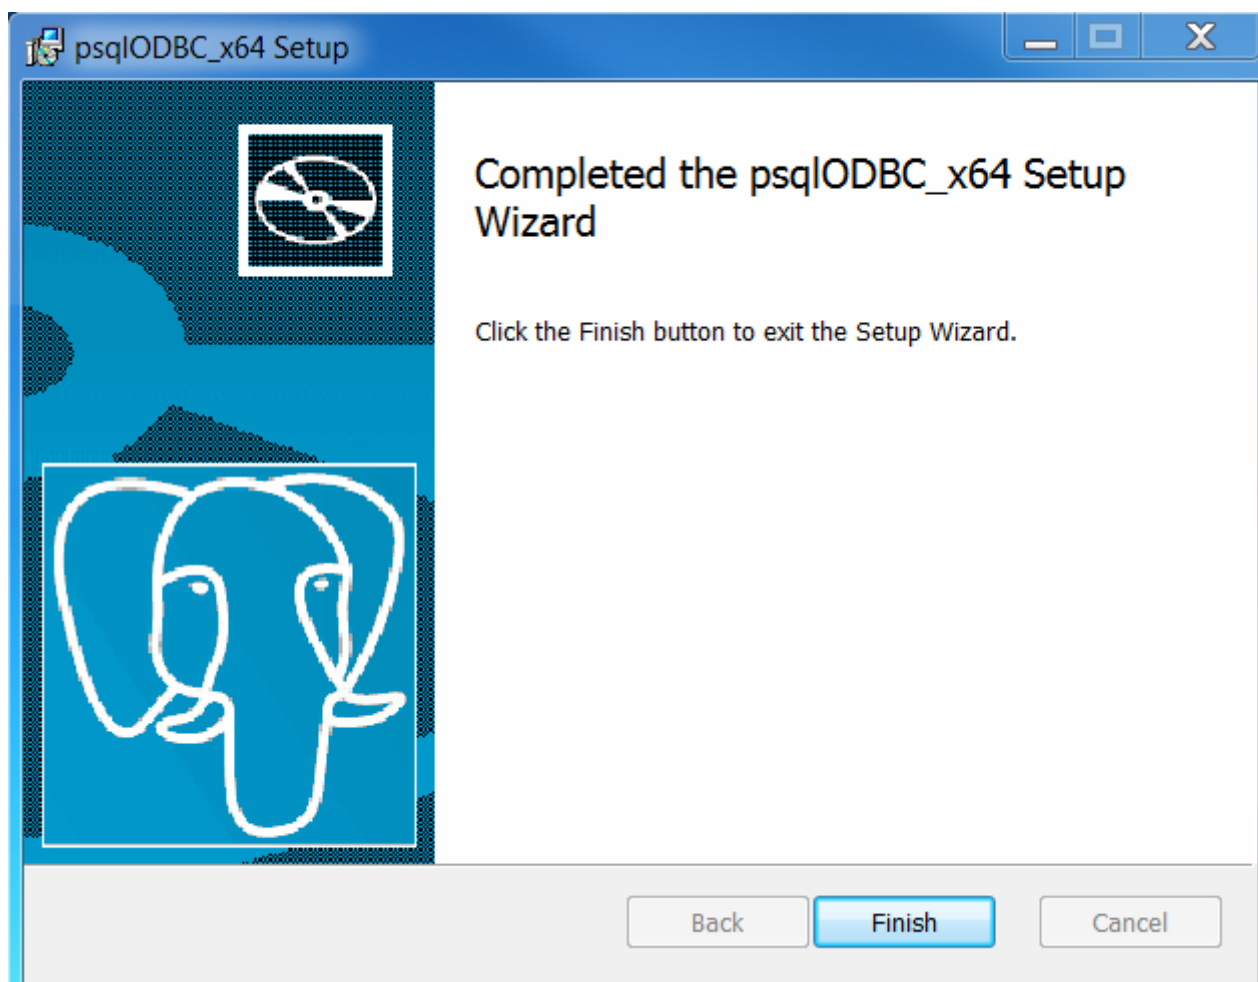 psqlODBC_x64 Setup
Completed the psqlODBC_x64 Setup
Wizard
Click the Finish button to exit the Setup Wizard.
Back
Finish
Cancel